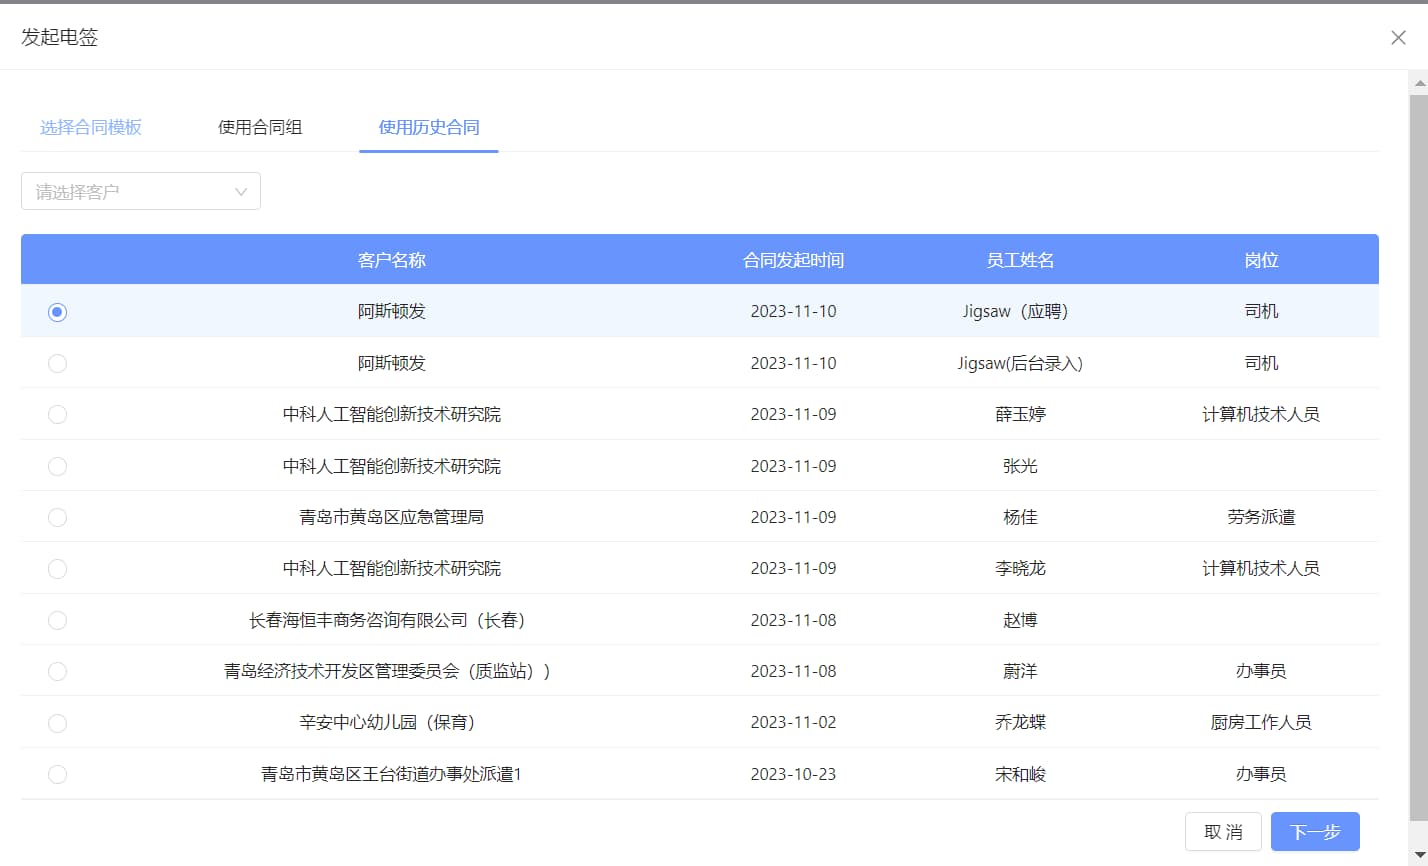 发起电签
选择合同模板 使用合同组 使用历史合同
请选择客户
客户名称 合同发起时间 员工姓名 岗位
阿斯顿发 2023-11-10 Jigsaw（应聘） 司机
阿斯顿发 2023-11-10 Jigsaw(后台录入) 司机
中科人工智能创新技术研究院 2023-11-09 薛玉婷 计算机技术人员
中科人工智能创新技术研究院 2023-11-09 张光
青岛市黄岛区应急管理局 2023-11-09 杨佳 劳务派遣
中科人工智能创新技术研究院 2023-11-09 李晓龙 计算机技术人员
长春海恒丰商务咨询有限公司（长春） 2023-11-08 赵博
青岛经济技术开发区管理委员会（质监站）） 2023-11-08 蔚洋 办事员
辛安中心幼儿园（保育） 2023-11-02 乔龙蝶 厨房工作人员
青岛市黄岛区王台街道办事处派遣1 2023-10-23 宋和峻 办事员
取 消 下一步